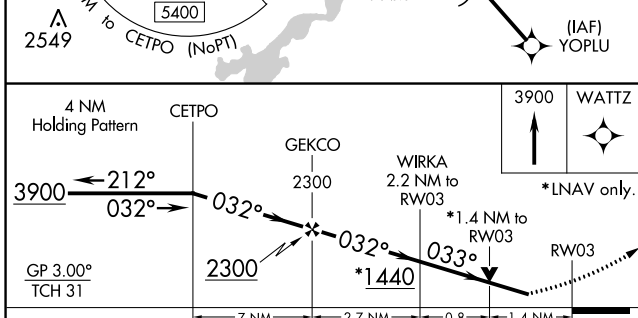 5400
2549
M to CETPO (NoPT)
(IAF)
YOPLU
4 NM
Holding Pattern
CETPO
3900
WATTZ
GEKCO
2300
WIRKA
2.2 NM to
RW03
*LNAV only.
*1.4 NM to
RW03
RW03
212°
3900
032°
032°
032°
033°
2300
*1440
GP 3.00°
TCH 31
7 NM
2.7 NM
0.8
1.4 NM